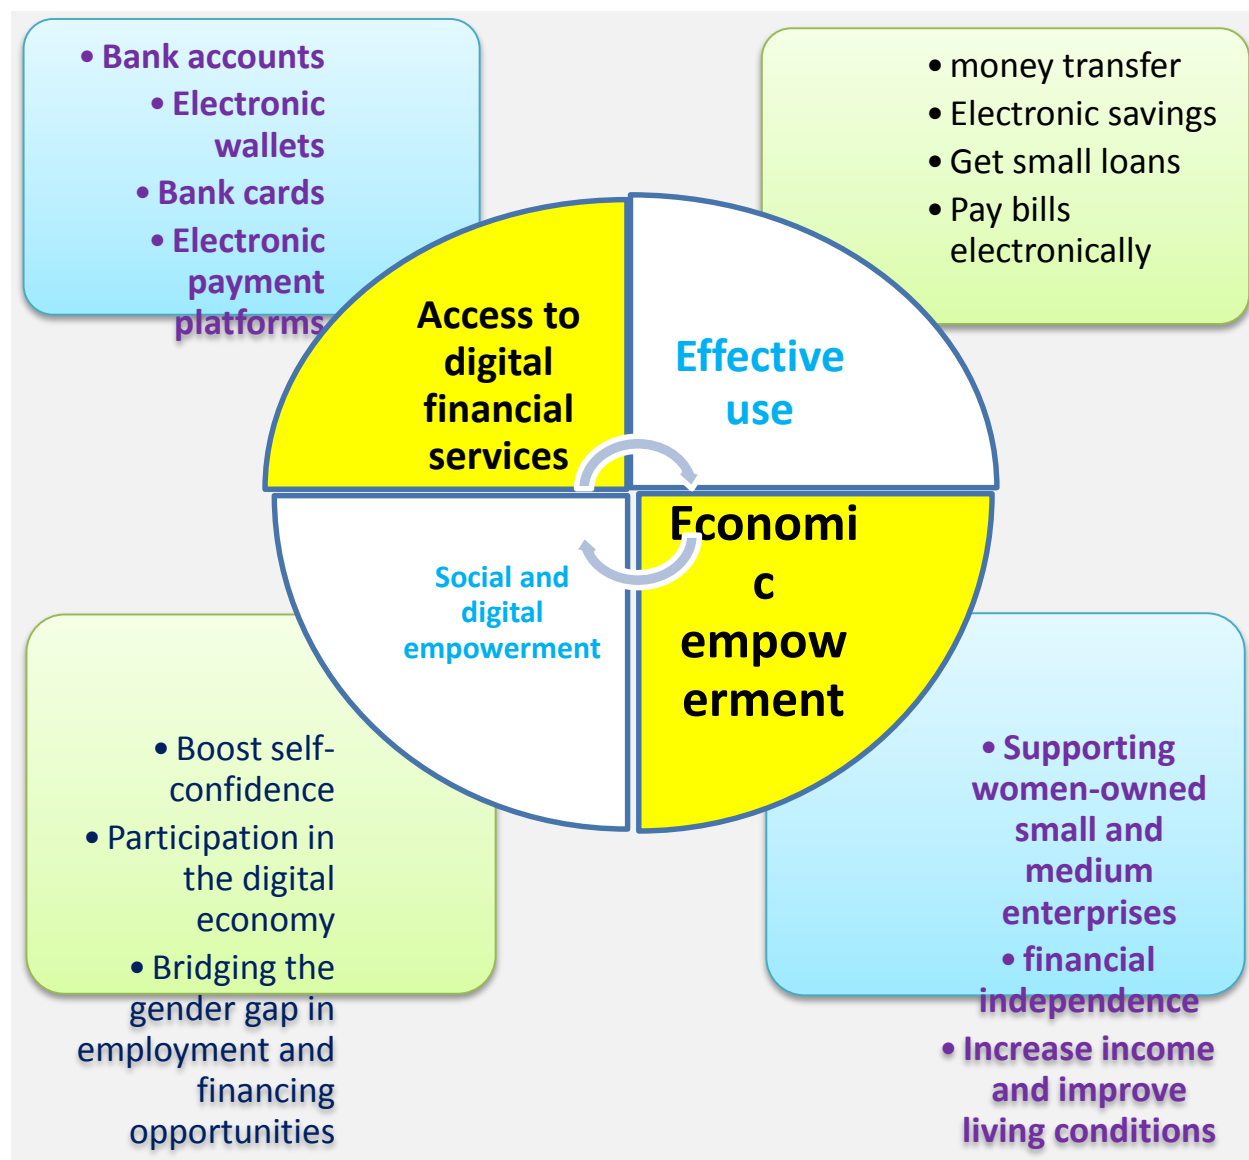 • Bank accounts
• Electronic
wallets
• Bank cards
• Electronic
payment
platforms
• money transfer
• Electronic savings
• Get small loans
• Pay bills
electronically
Access to
digital
financial
services
Effective
use
Social and
digital
empowerment
Economi
c
empow
erment
• Boost self-
confidence
• Participation in
the digital
economy
• Bridging the
gender gap in
employment and
financing
opportunities
• Supporting
women-owned
small and
medium
enterprises
• financial
independence
• Increase income
and improve
living conditions